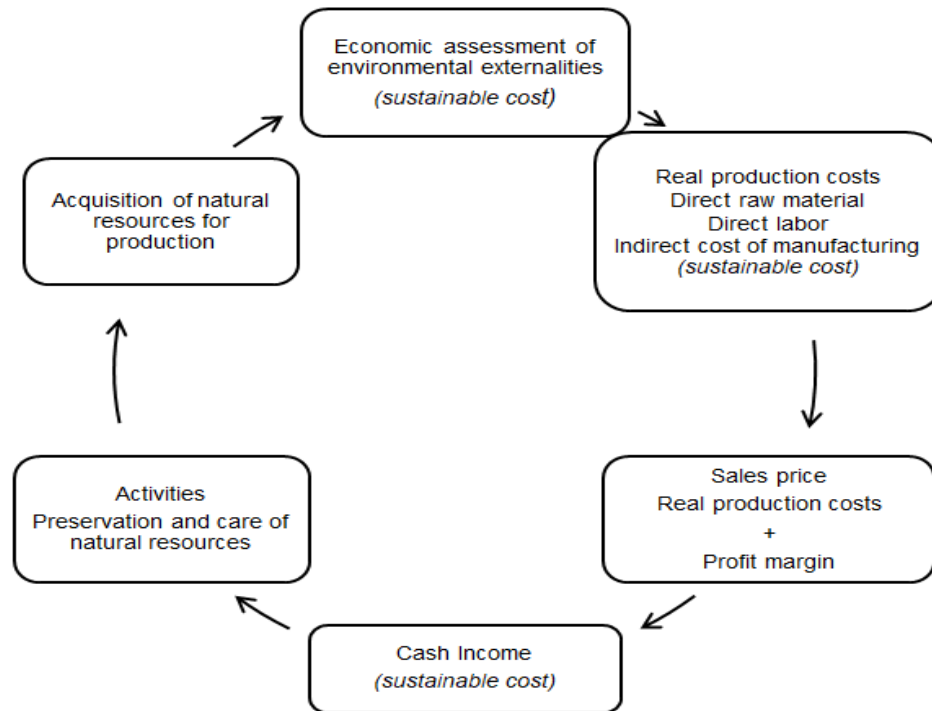 Economic assessment of
environmental externalities
(sustainable cost)
Real production costs
Direct raw material
Direct labor
Indirect cost of manufacturing
(sustainable cost)
Sales price
Real production costs
+
Profit margin
Cash Income
(sustainable cost)
Activities
Preservation and care of
natural resources
Acquisition of natural
resources for
production